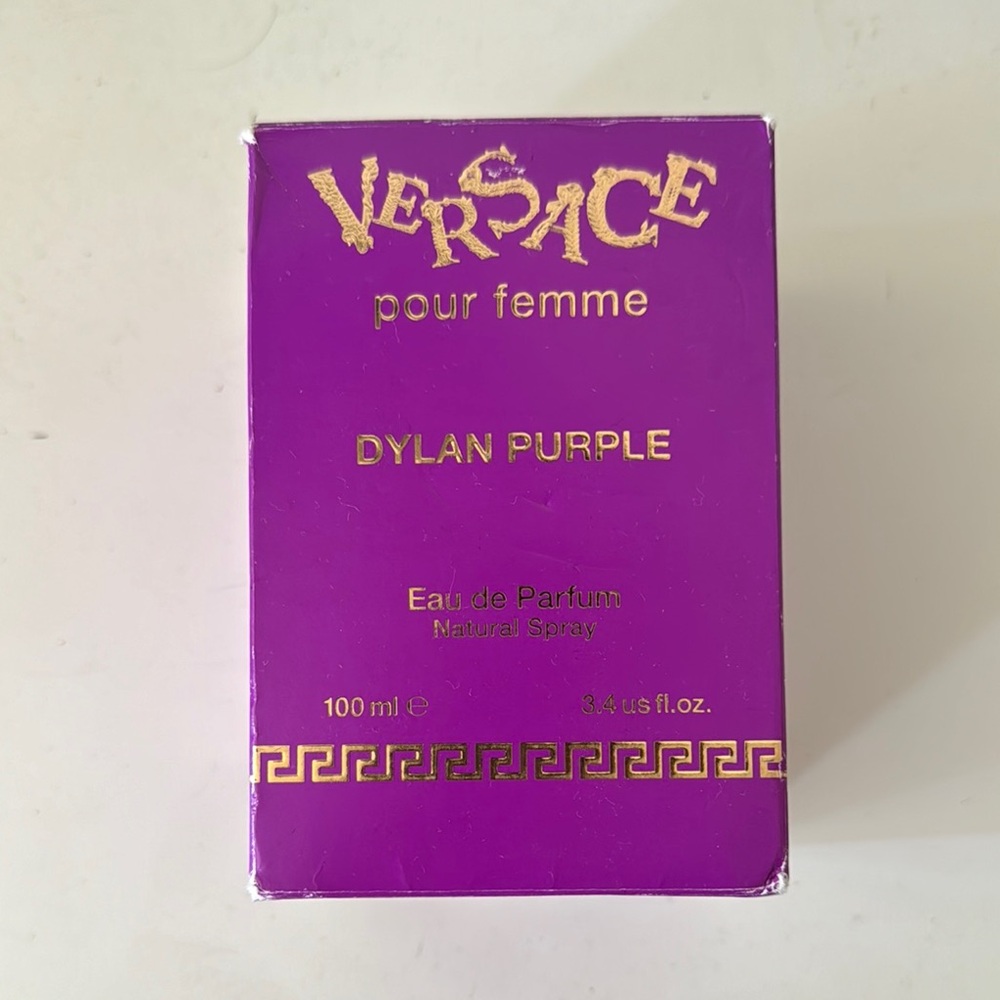 VERSACE
pour femme
DYLAN PURPLE
Eau de Parfum
Natural Spray
100 ml ℮ 3.4 us fl.oz.